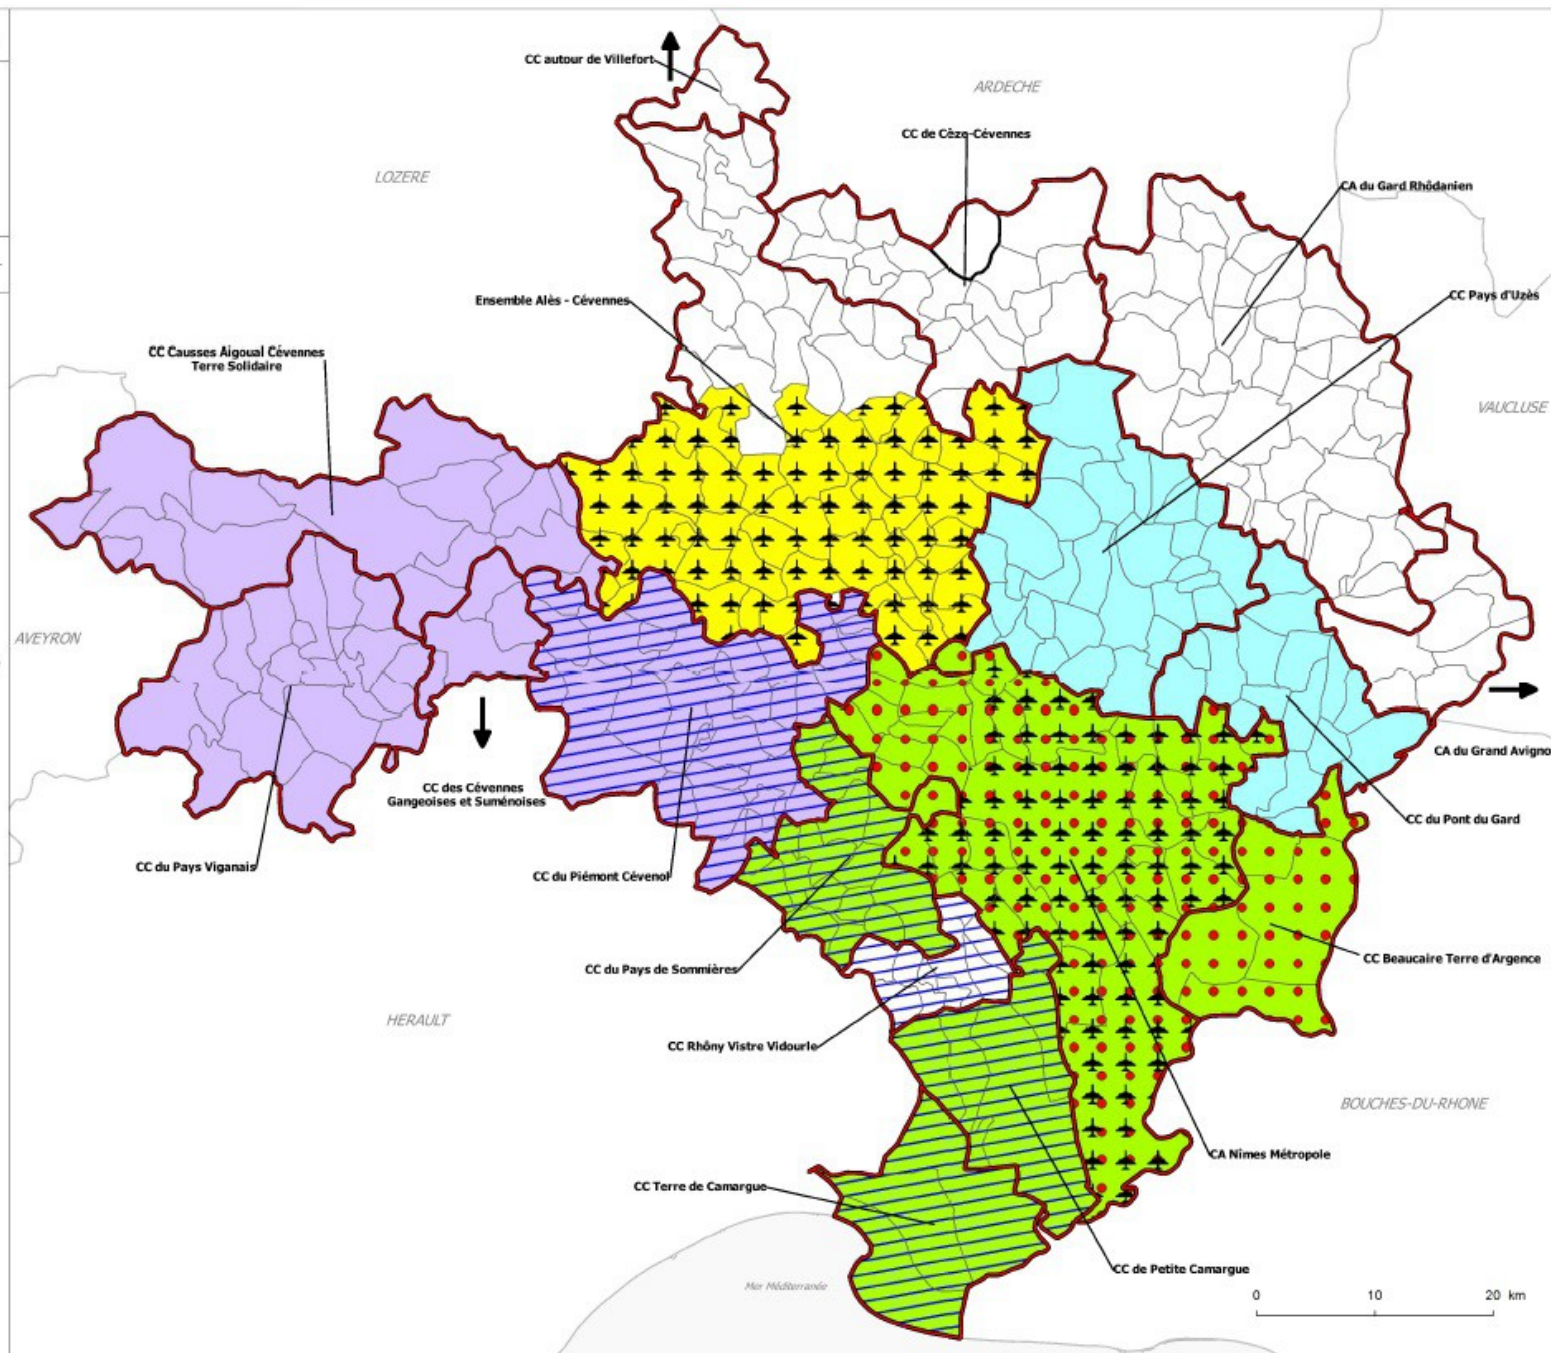 CC autour de Villefort
ARDECHE
CC de Cèze-Cévennes
LOZERE
CA du Gard Rhôdanien
Ensemble Alès - Cévennes
CC Pays d'Uzès
CC Causses Aigoual Cévennes
Terre Solidaire
VAUCLUSE
AVEYRON
CA du Grand Avigno
CC des Cévennes
Gangeoises et Suménoises
CC du Pont du Gard
CC du Pays Viganais
CC du Piémont Cévenol
CC Beaucaire Terre d'Argence
CC du Pays de Sommières
HERAULT
CC Rhôny Vistre Vidourle
BOUCHES-DU-RHONE
CA Nîmes Métropole
CC Terre de Camargue
CC de Petite Camargue
Mer Méditerranée
0 10 20 km